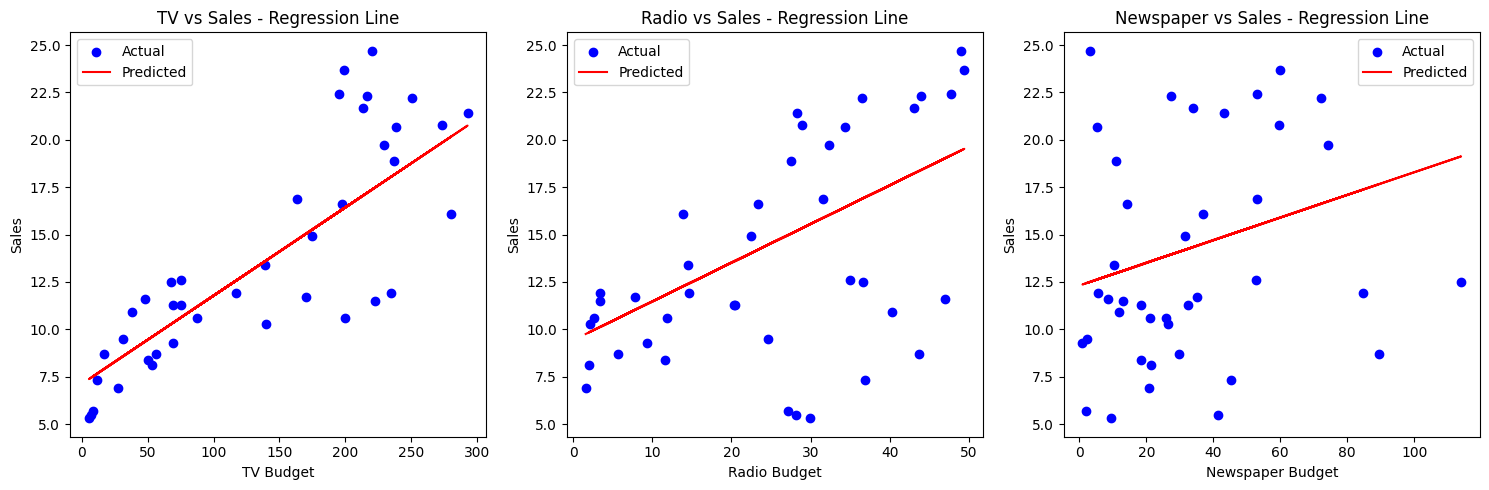 TV vs Sales - Regression Line
Actual
Predicted
25.0
22.5
20.0
17.5
15.0
12.5
10.0
7.5
5.0
Sales
0 50 100 150 200 250 300
TV Budget
Radio vs Sales - Regression Line
Actual
Predicted
25.0
22.5
20.0
17.5
15.0
12.5
10.0
7.5
5.0
Sales
0 10 20 30 40 50
Radio Budget
Newspaper vs Sales - Regression Line
Actual
Predicted
25.0
22.5
20.0
17.5
15.0
12.5
10.0
7.5
5.0
Sales
0 20 40 60 80 100
Newspaper Budget